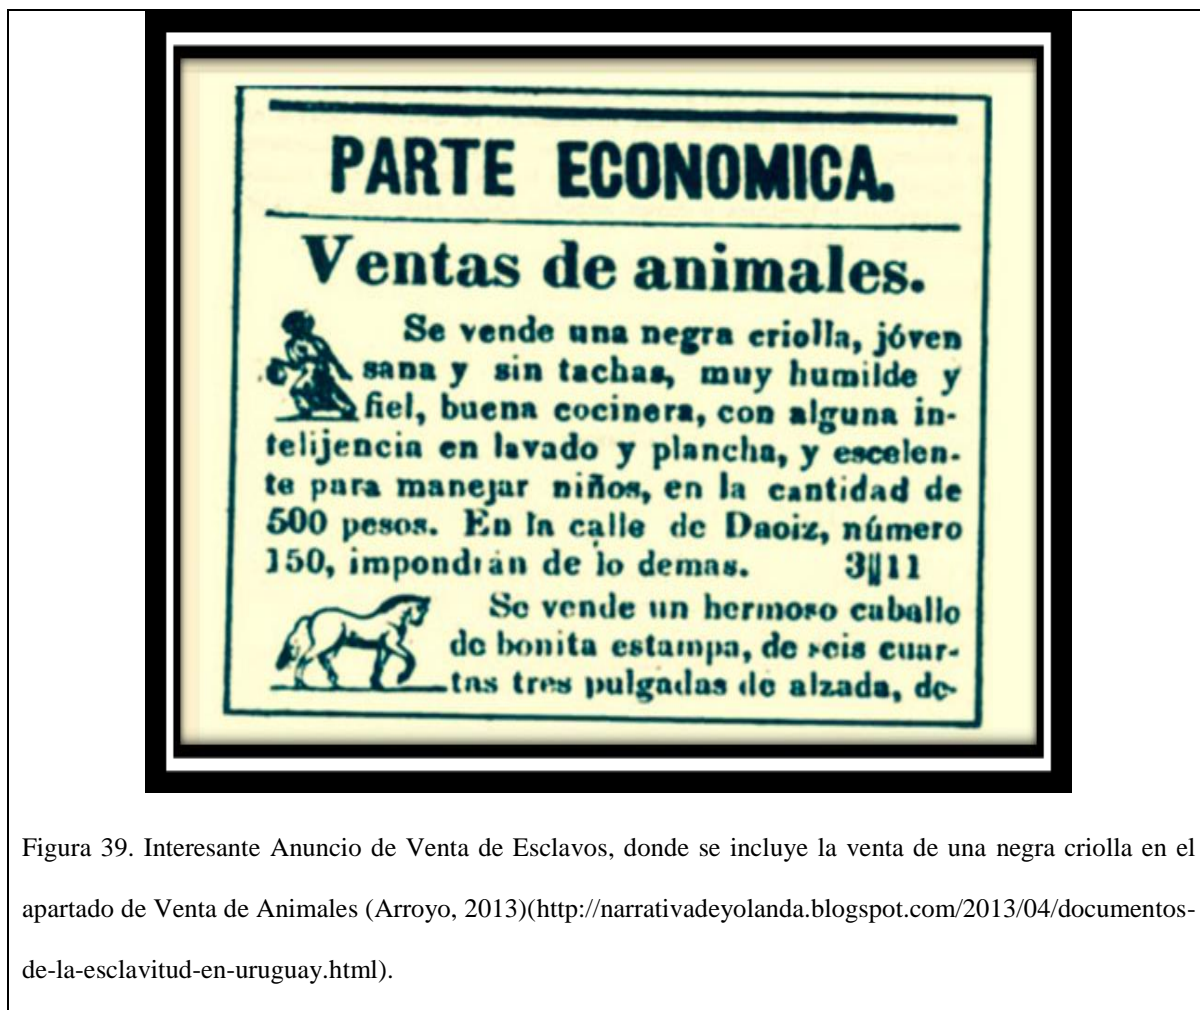 PARTE ECONOMICA.
Ventas de animales.
Se vende una negra criolla, jóven
sana y sin tachas, muy humilde y
fiel, buena cocinera, con alguna in-
telijencia en lavado y plancha, y escelen-
te para manejar niños, en la cantidad de
500 pesos. En la calle de Daoiz, número
150, impondrán de lo demas. 3||11
Se vende un hermoso caballo
de bonita estampa, de seis cuar-
tas tres pulgadas de alzada, de-
Figura 39. Interesante Anuncio de Venta de Esclavos, donde se incluye la venta de una negra criolla en el
apartado de Venta de Animales (Arroyo, 2013)(http://narrativadeyolanda.blogspot.com/2013/04/documentos-
de-la-esclavitud-en-uruguay.html).